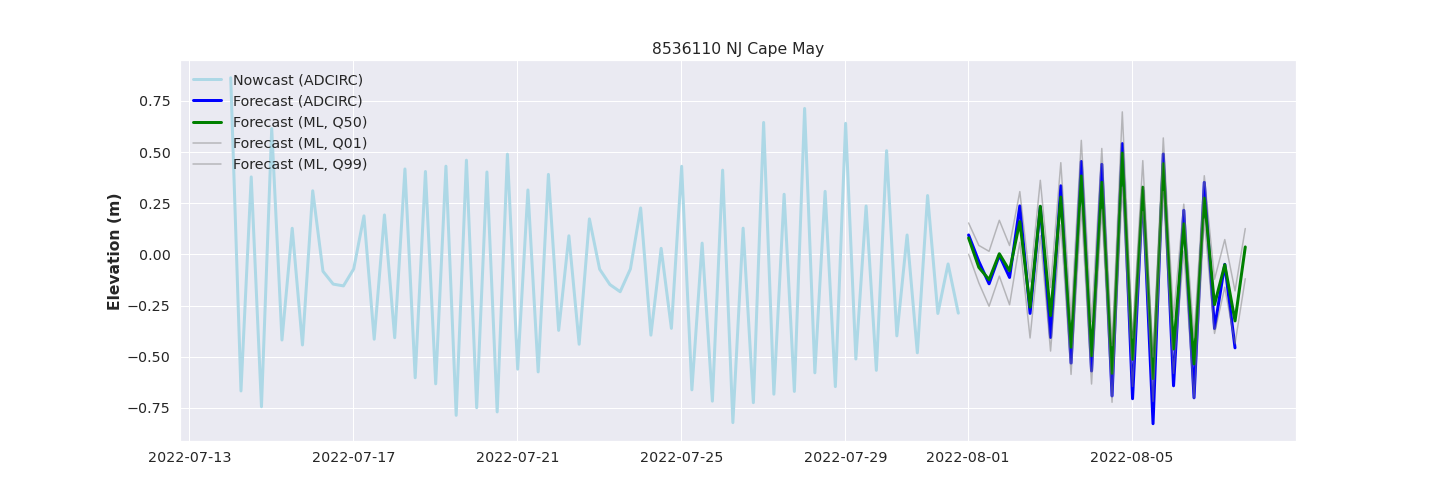 8536110 NJ Cape May
Nowcast (ADCIRC)
Forecast (ADCIRC)
Forecast (ML, Q50)
Forecast (ML, Q01)
Forecast (ML, Q99)
Elevation (m)
0.75
0.50
0.25
0.00
−0.25
−0.50
−0.75
2022-07-13 2022-07-17 2022-07-21 2022-07-25 2022-07-29 2022-08-01 2022-08-05